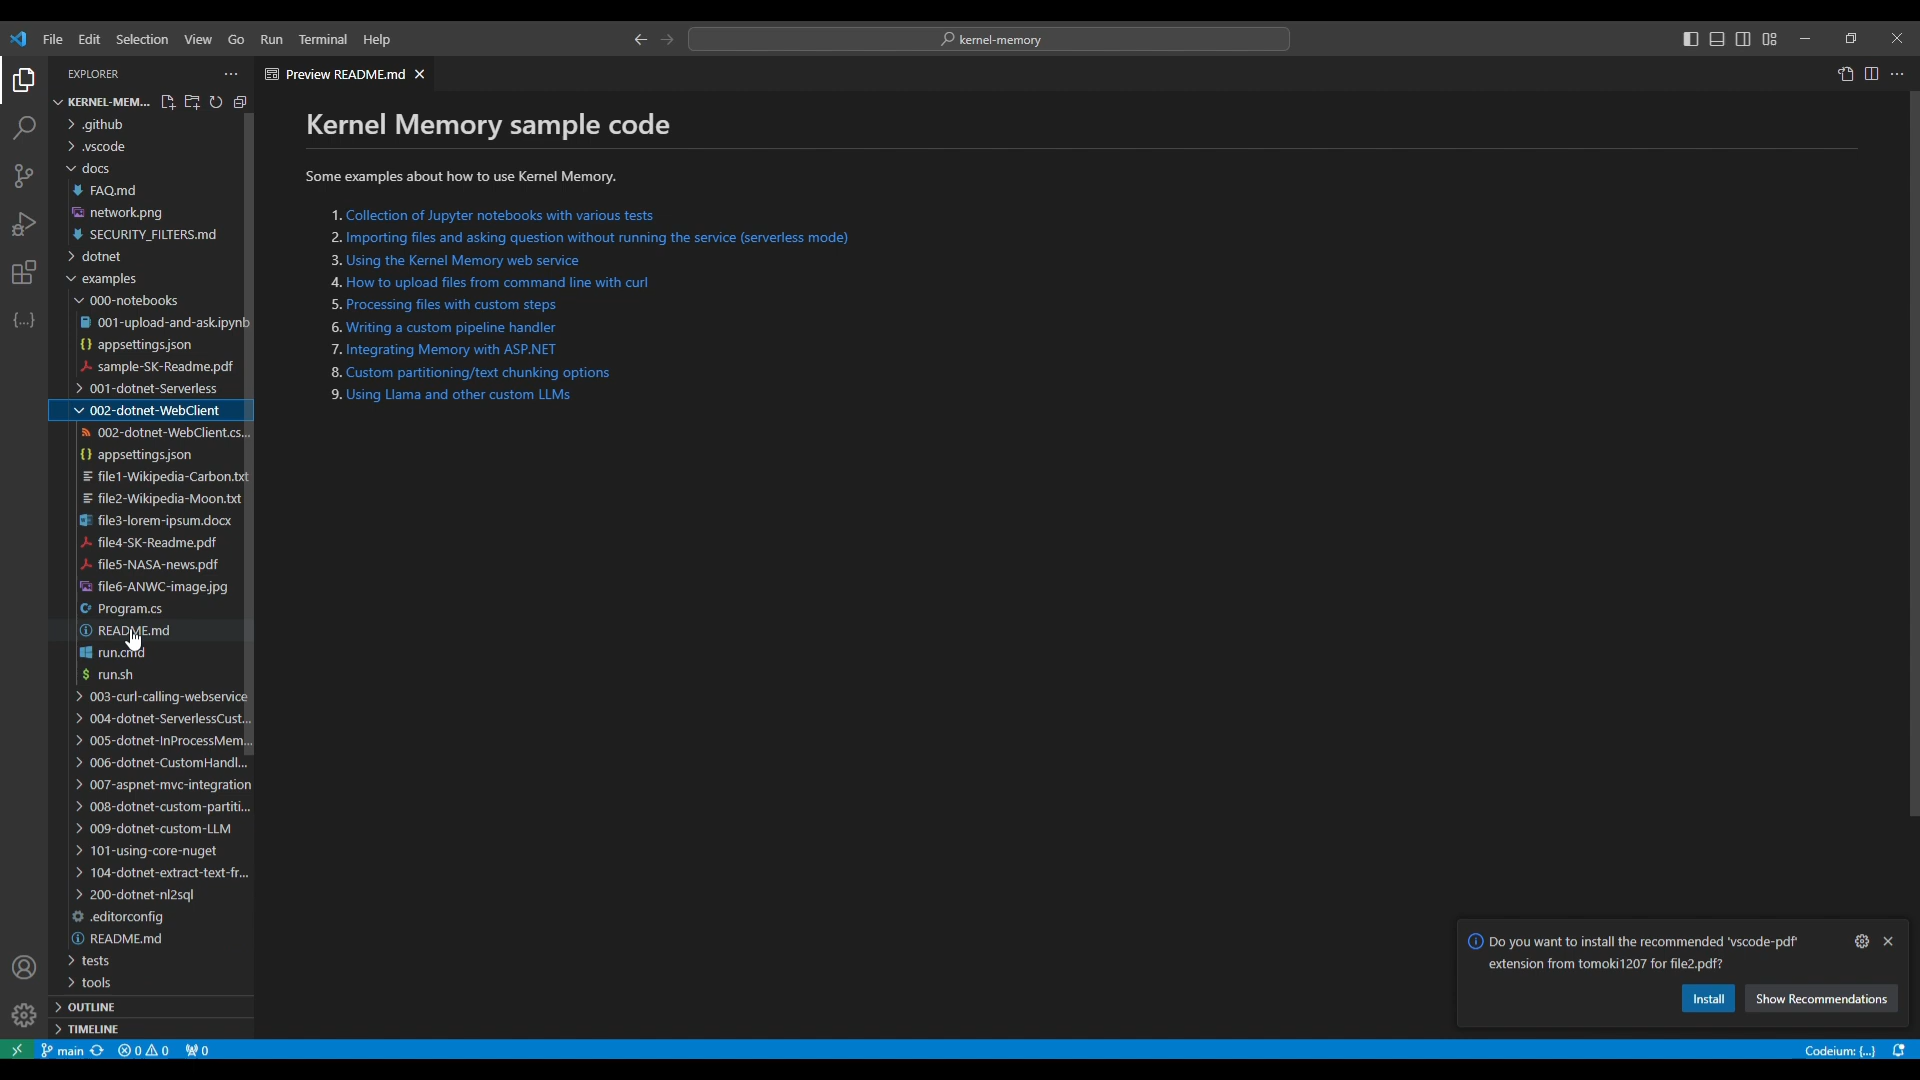 File Edit Selection View Go Run Terminal Help
kernel-memory
EXPLORER
Preview README.md
KERNEL-MEM...
.github
.vscode
docs
FAQ.md
network.png
SECURITY_FILTERS.md
dotnet
examples
000-notebooks
001-upload-and-ask.ipynb
{} appsettings.json
sample-SK-Readme.pdf
001-dotnet-Serverless
002-dotnet-WebClient
002-dotnet-WebClient.cs...
{} appsettings.json
file1-Wikipedia-Carbon.txt
file2-Wikipedia-Moon.txt
file3-lorem-ipsum.docx
file4-SK-Readme.pdf
file5-NASA-news.pdf
file6-ANWC-image.jpg
Program.cs
README.md
run.cmd
$ run.sh
003-curl-calling-webservice
004-dotnet-ServerlessCust...
005-dotnet-InProcessMem...
006-dotnet-CustomHandl...
007-aspnet-mvc-integration
008-dotnet-custom-partiti...
009-dotnet-custom-LLM
101-using-core-nuget
104-dotnet-extract-text-fr...
200-dotnet-nl2sql
.editorconfig
README.md
tests
tools
OUTLINE
TIMELINE
Kernel Memory sample code
Some examples about how to use Kernel Memory.
1. Collection of Jupyter notebooks with various tests
2. Importing files and asking question without running the service (serverless mode)
3. Using the Kernel Memory web service
4. How to upload files from command line with curl
5. Processing files with custom steps
6. Writing a custom pipeline handler
7. Integrating Memory with ASP.NET
8. Custom partitioning/text chunking options
9. Using Llama and other custom LLMs
Do you want to install the recommended 'vscode-pdf'
extension from tomoki1207 for file2.pdf?
Install Show Recommendations
main 0 0 0 Codeium: {...}